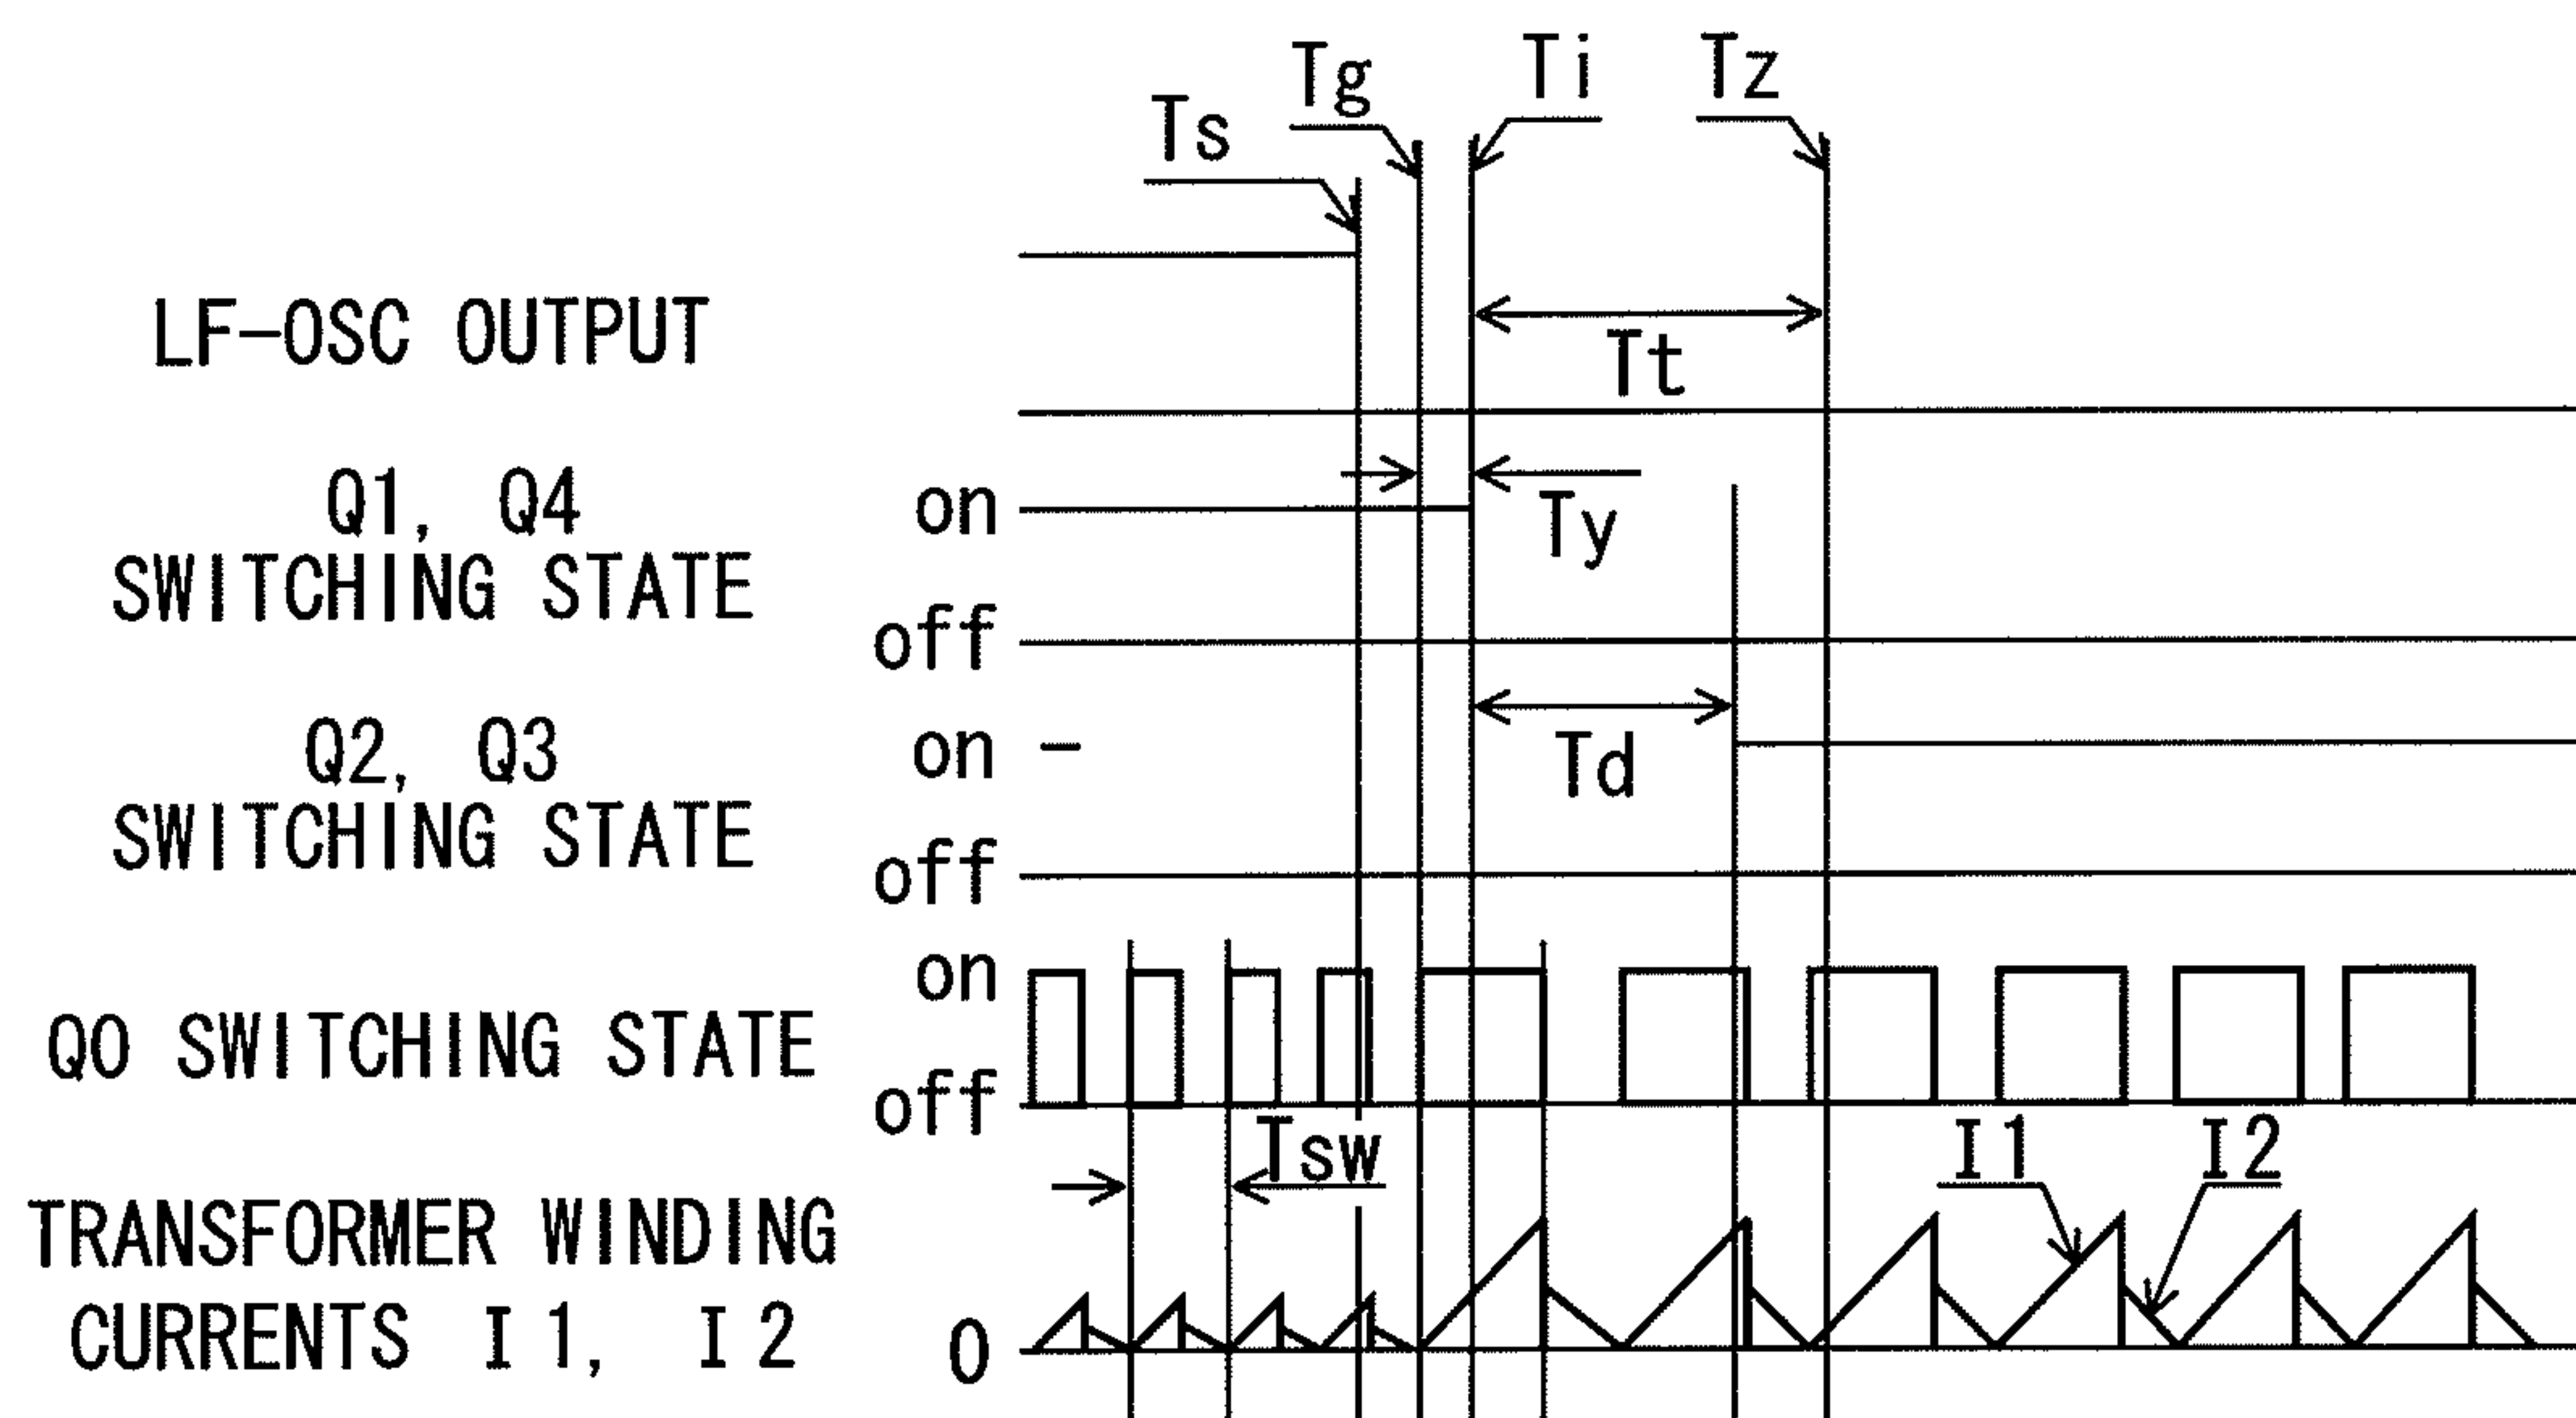 Ts
Tg
Ti
Tz
LF-OSC OUTPUT
Tt
Q1, Q4
SWITCHING STATE
on
off
Ty
Q2, Q3
SWITCHING STATE
on
off
Td
Q0 SWITCHING STATE
on
off
Tsw
I1
I2
TRANSFORMER WINDING
CURRENTS I1, I2
0